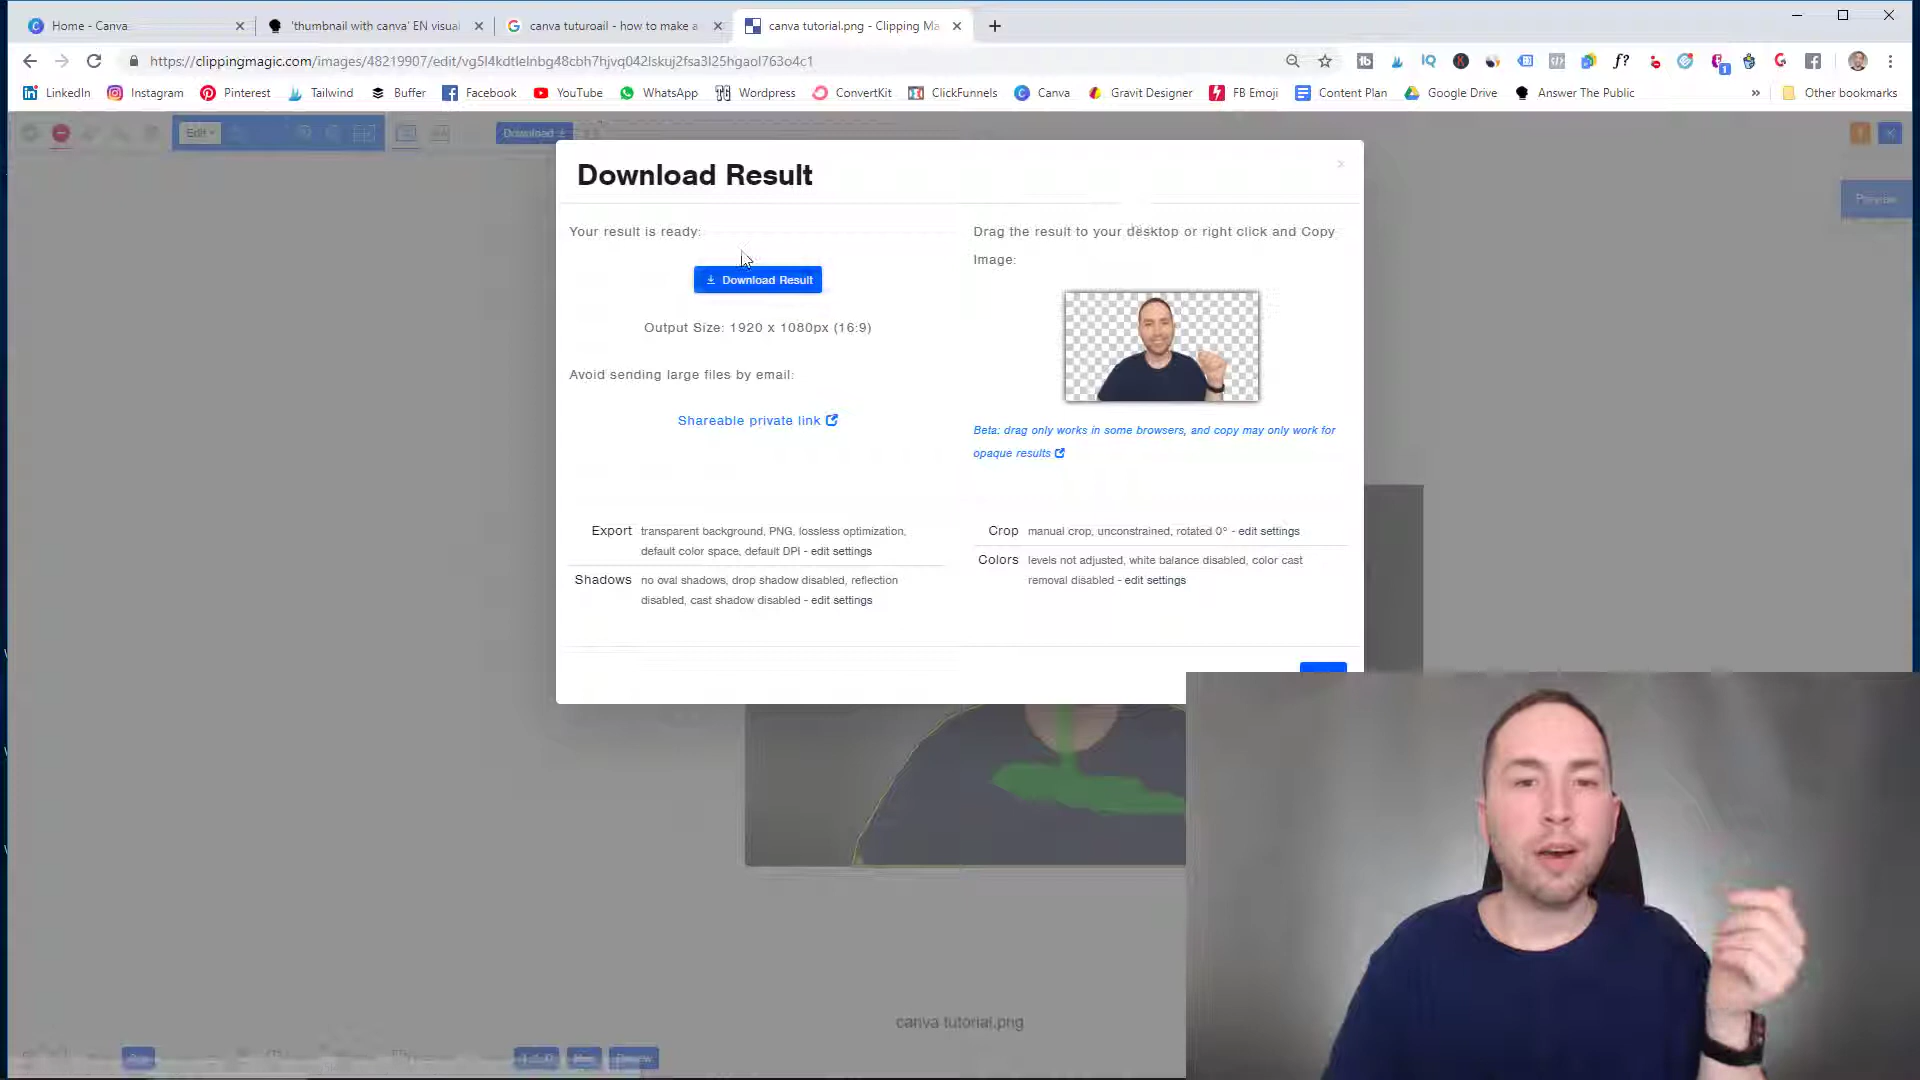 Home - Canva
'thumbnail with canva' EN visual
canva tuturoail - how to make a
canva tutorial.png - Clipping Ma
https://clippingmagic.com/images/48219907/edit/vg5l4kdtlelnbg48cbh7hjvq042lskuj2fsa3l25hgaol763o4c1
LinkedIn
Instagram
Pinterest
Tailwind
Buffer
Facebook
YouTube
WhatsApp
Wordpress
ConvertKit
ClickFunnels
Canva
Gravit Designer
FB Emoji
Content Plan
Google Drive
Answer The Public
Other bookmarks
Edit
Download
Preview
Download Result
Your result is ready:
Download Result
Output Size: 1920 x 1080px (16:9)
Avoid sending large files by email:
Shareable private link
Drag the result to your desktop or right click and Copy
Image:
Beta: drag only works in some browsers, and copy may only work for
opaque results
Export transparent background, PNG, lossless optimization,
default color space, default DPI - edit settings
Shadows no oval shadows, drop shadow disabled, reflection
disabled, cast shadow disabled - edit settings
Crop manual crop, unconstrained, rotated 0° - edit settings
Colors levels not adjusted, white balance disabled, color cast
removal disabled - edit settings
canva tutorial.png